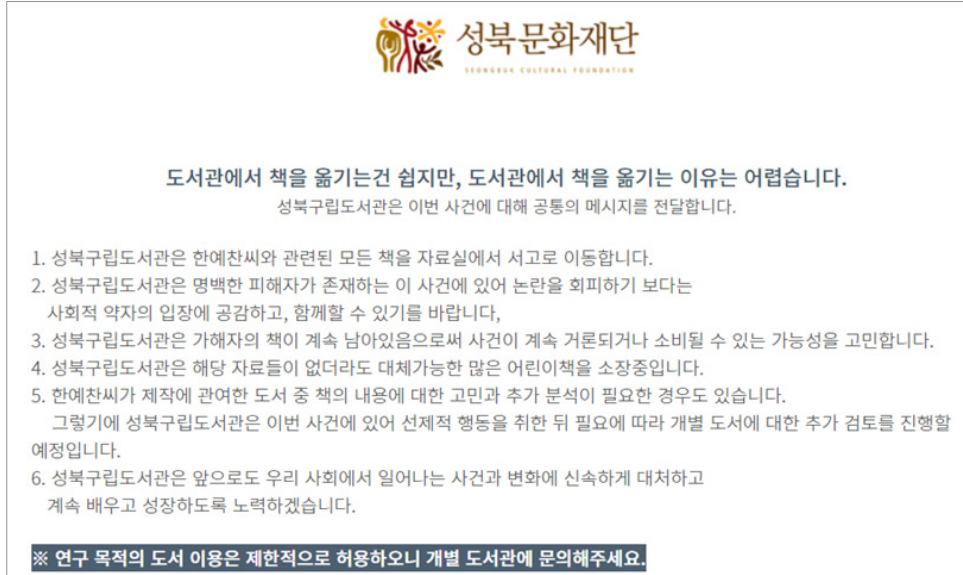 성북문화재단
SEONGBUK CULTURAL FOUNDATION
도서관에서 책을 옮기는건 쉽지만, 도서관에서 책을 옮기는 이유는 어렵습니다.
성북구립도서관은 이번 사건에 대해 공통의 메시지를 전달합니다.
1. 성북구립도서관은 한예찬씨와 관련된 모든 책을 자료실에서 서고로 이동합니다.
2. 성북구립도서관은 명백한 피해자가 존재하는 이 사건에 있어 논란을 회피하기 보다는
사회적 약자의 입장에 공감하고, 함께할 수 있기를 바랍니다,
3. 성북구립도서관은 가해자의 책이 계속 남아있음으로써 사건이 계속 거론되거나 소비될 수 있는 가능성을 고민합니다.
4. 성북구립도서관은 해당 자료들이 없더라도 대체가능한 많은 어린이책을 소장중입니다.
5. 한예찬씨가 제작에 관여한 도서 중 책의 내용에 대한 고민과 추가 분석이 필요한 경우도 있습니다.
그렇기에 성북구립도서관은 이번 사건에 있어 선제적 행동을 취한 뒤 필요에 따라 개별 도서에 대한 추가 검토를 진행할
예정입니다.
6. 성북구립도서관은 앞으로도 우리 사회에서 일어나는 사건과 변화에 신속하게 대처하고
계속 배우고 성장하도록 노력하겠습니다.
※ 연구 목적의 도서 이용은 제한적으로 허용하오니 개별 도서관에 문의해주세요.